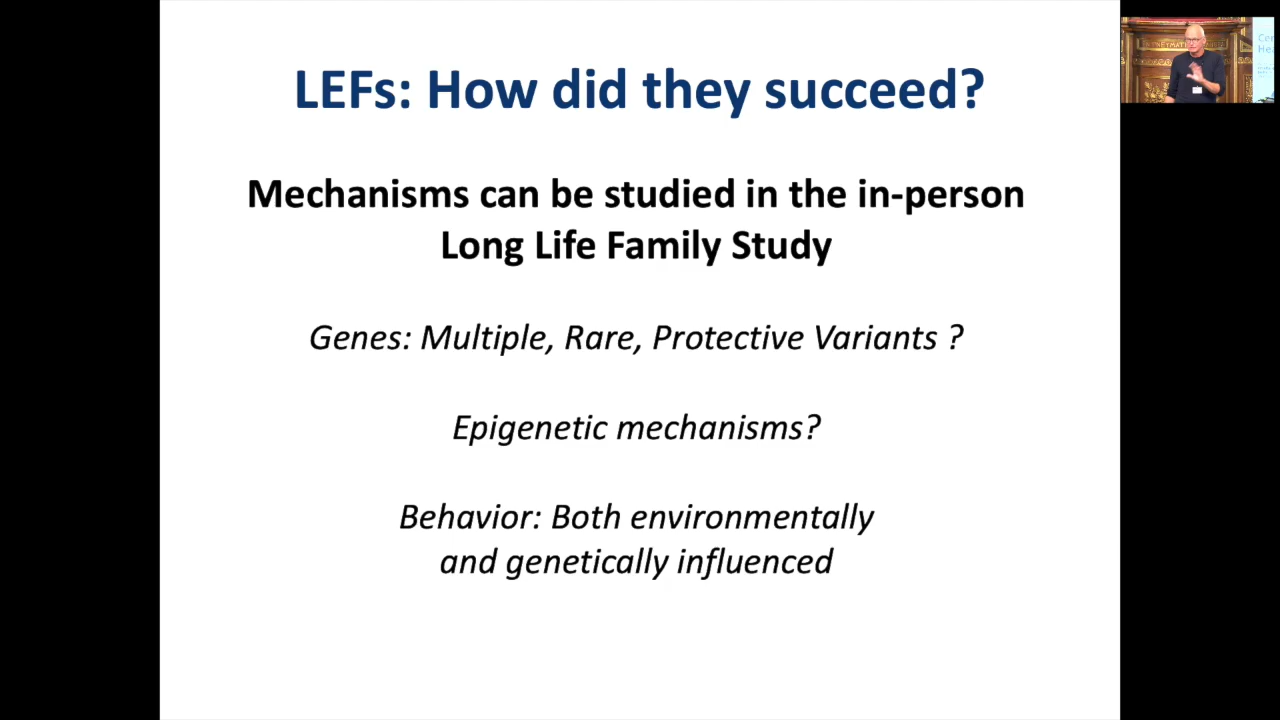 LEFs: How did they succeed?
Mechanisms can be studied in the in-person
Long Life Family Study
Genes: Multiple, Rare, Protective Variants ?
Epigenetic mechanisms?
Behavior: Both environmentally
and genetically influenced